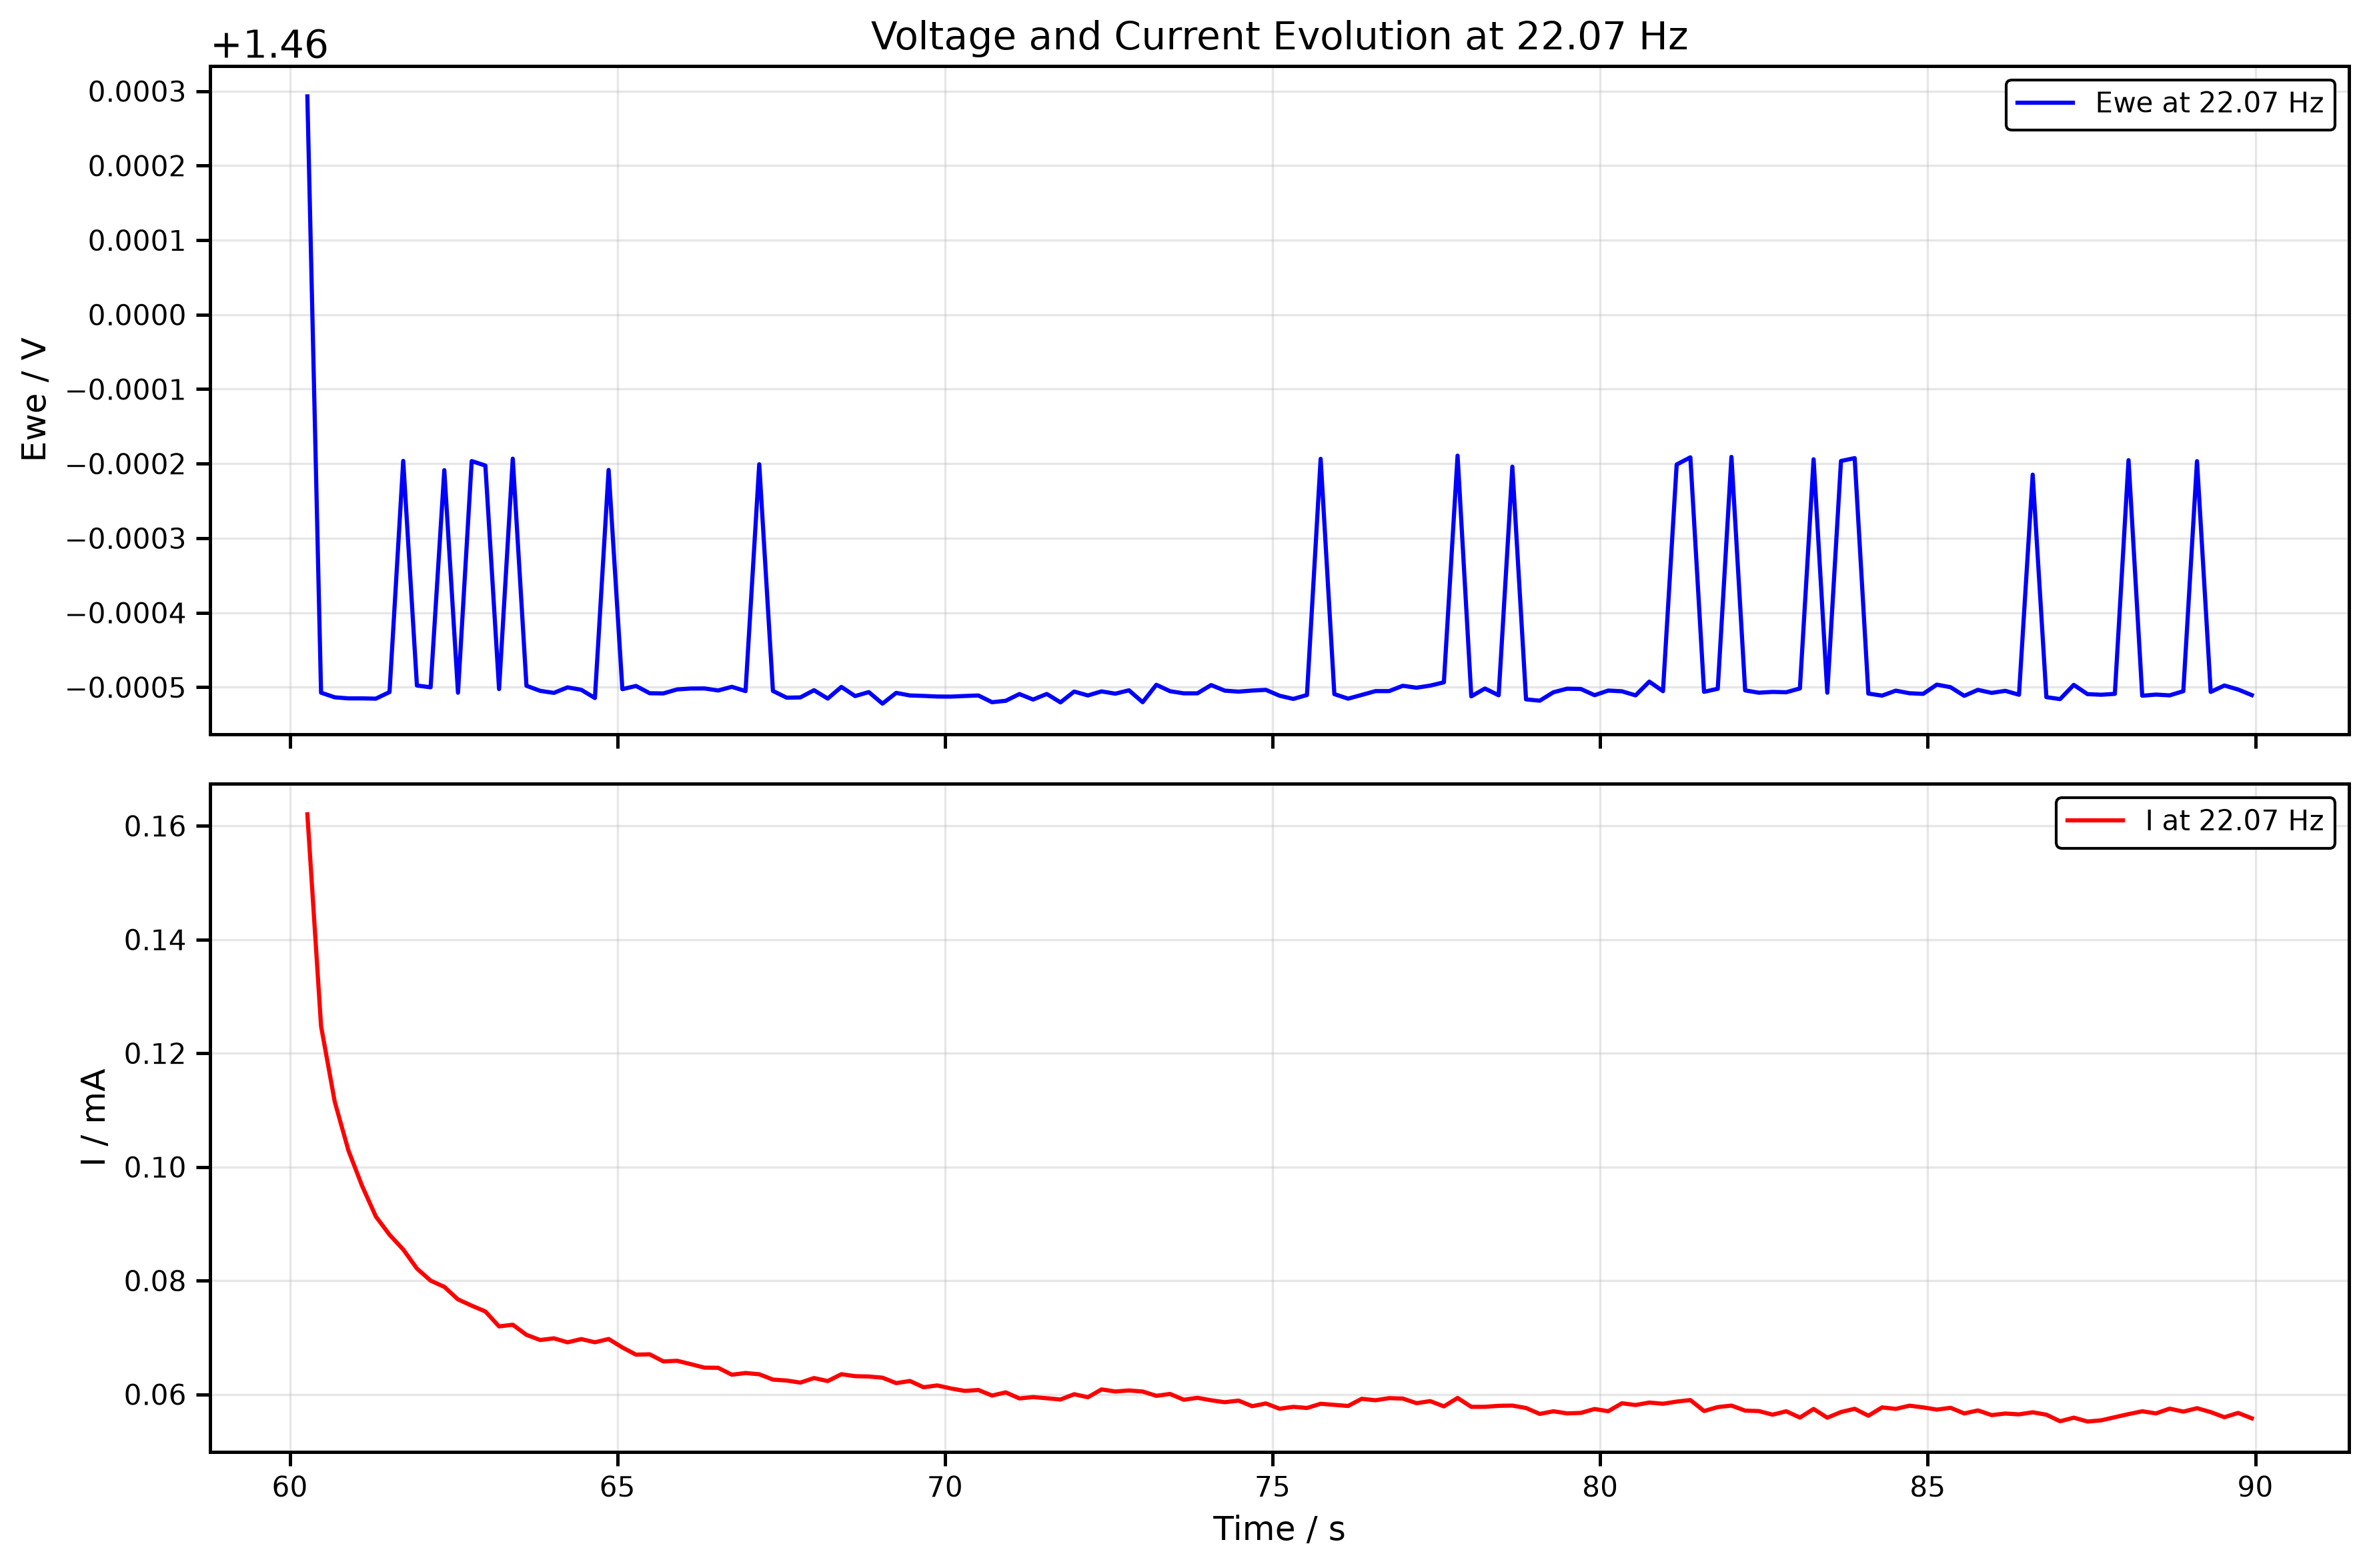 Voltage and Current Evolution at 22.07 Hz
+1.46
Ewe / V
0.0003
0.0002
0.0001
0.0000
−0.0001
−0.0002
−0.0003
−0.0004
−0.0005
Ewe at 22.07 Hz
I / mA
0.16
0.14
0.12
0.10
0.08
0.06
I at 22.07 Hz
60 65 70 75 80 85 90
Time / s